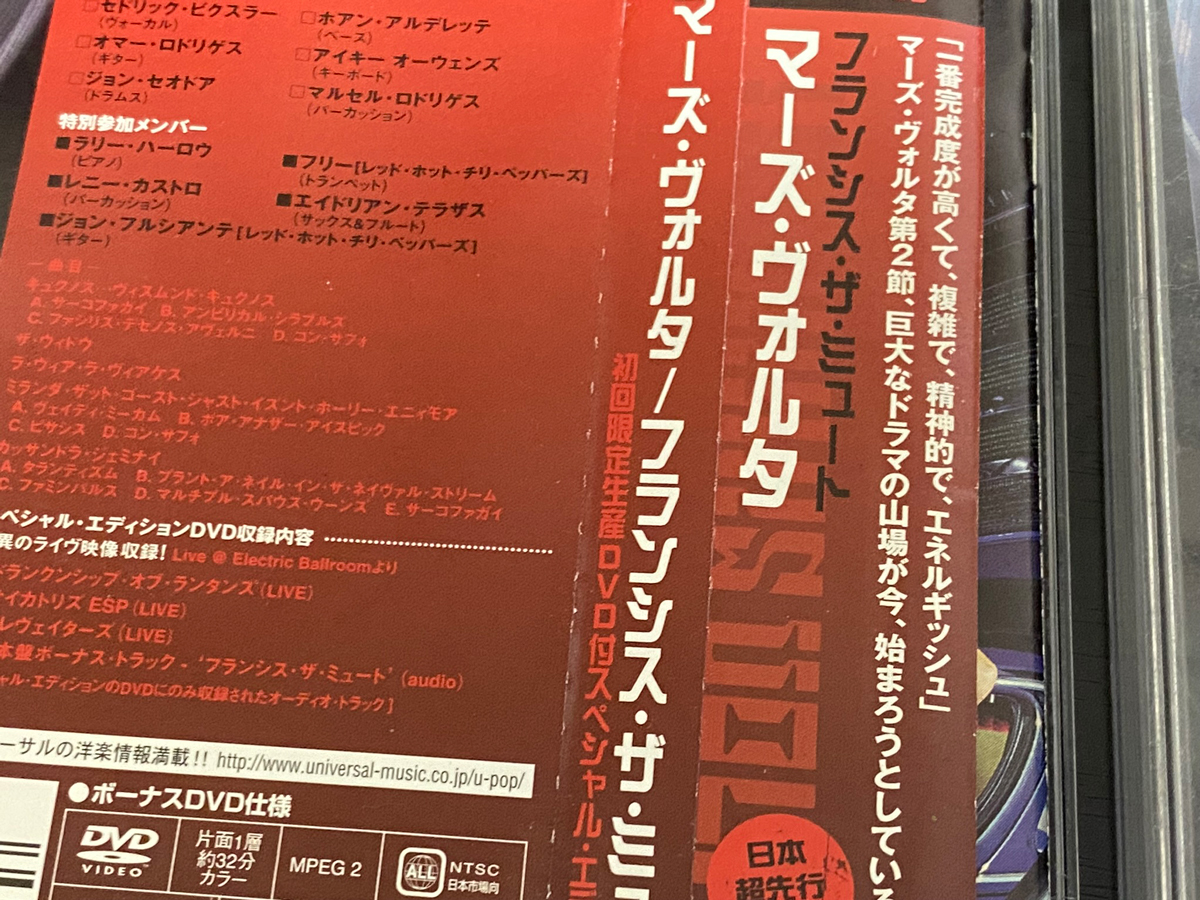 □セドリック・ビクスラー
(ヴォーカル)
□オマー・ロドリゲス
(ギター)
□ジョン・セオドア
(ドラムス)
□ホアン・アルデレッテ
(ベース)
□アイキー オーウェンズ
(キーボード)
□マルセル・ロドリゲス
(パーカッション)
特別参加メンバー
■ラリー・ハーロウ
(ピアノ)
■レニー・カストロ
(パーカッション)
■ジョン・フルシアンテ[レッド・ホット・チリ・ペッパーズ]
(ギター)
■フリー[レッド・ホット・チリ・ペッパーズ]
(トランペット)
■エイドリアン・テラザス
(サックス&フルート)
―曲目―
キュグノス・・ヴィスムンド・キュグノス
A. サーコファガイ B. アンビリカル・シラブルズ
C. ファシリス・デセノス・アヴェルニ D. コン・サフォ
ザ・ウィドウ
ラ・ヴィア・ラ・ヴィアケス
ミランダ・ザット・ゴースト・ジャスト・イズント・ホーリー・エニィモア
A. ヴェイディ・ミーカム B. ポア・アナザー・アイスピック
C. ピサシス D. コン・サフォ
カッサンドラ・ジェミナイ
A. タランティズム B. プラント・ア・ネイル・イン・ザ・ネイヴァル・ストリーム
C. ファミンパルス D. マルチプル・スパウス・ウーンズ E. サーコファガイ
ペシャル・エディションDVD収録内容
異のライヴ映像収録! Live @ Electric Ballroomより
ドランクンシップ・オブ・ランタンズ (LIVE)
イカトリズ ESP (LIVE)
レヴェイターズ (LIVE)
本盤ボーナス・トラック - ‘フランシス・ザ・ミュート’ (audio)
ャル・エディションのDVDにのみ収録されたオーディオ・トラック]
ーサルの洋楽情報満載!! http://www.universal-music.co.jp/u-pop/
●ボーナスDVD仕様
DVD
VIDEO
片面1層
約32分
カラー
MPEG 2
ALL
NTSC
日本市場向
マーズ・ヴォルタ/フランシス・ザ・ミュ
初回限定生産DVD付スペシャル・エデ
「一番完成度が高くて、複雑で、精神的で、エネルギッシュ」
マーズ・ヴォルタ第2節、巨大なドラマの山場が今、始まろうとしている
フランシス・ザ・ミュート
マーズ・ヴォルタ
日本
超先行